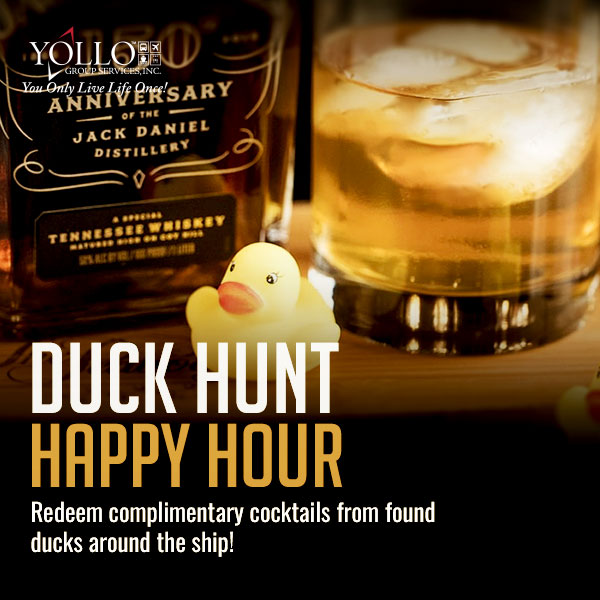 YOLLO
GROUP SERVICES, INC.
You Only Live Life Once!
ANNIVERSARY
OF THE
JACK DANIEL
DISTILLERY
A SPECIAL
TENNESSEE WHISKEY
DUCK HUNT
HAPPY HOUR
Redeem complimentary cocktails from found
ducks around the ship!